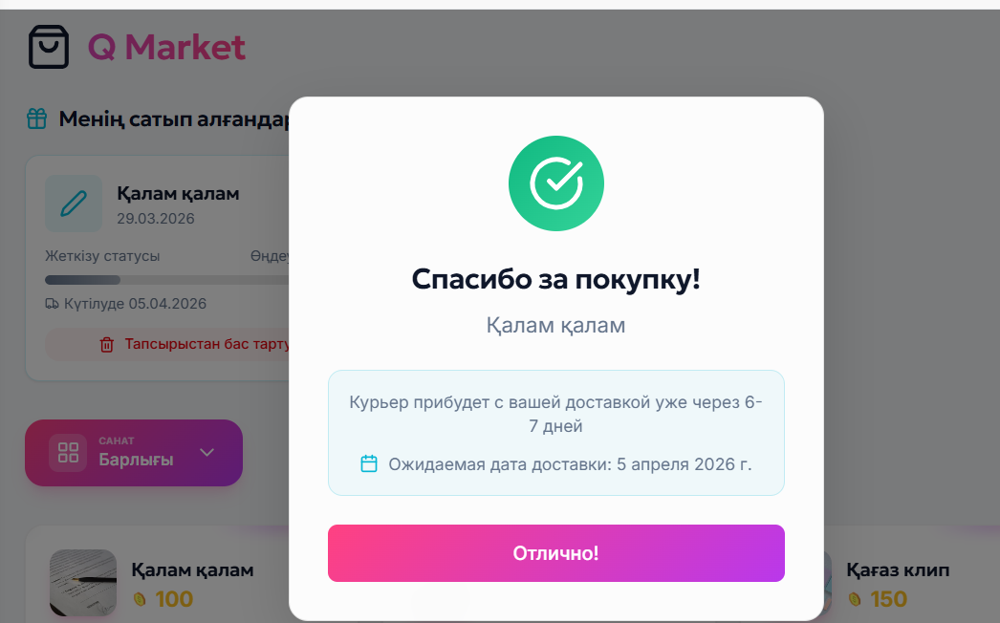 Q Market
Менің сатып алғандар
Қалам қалам
29.03.2026
Жеткізу статусы
Күтілуде 05.04.2026
Тапсырыстан бас тарту
САНАТ
Барлығы
Қалам қалам
100
Спасибо за покупку!
Қалам қалам
Курьер прибудет с вашей доставкой уже через 6-
7 дней
Ожидаемая дата доставки: 5 апреля 2026 г.
Отлично!
Қағаз клип
150